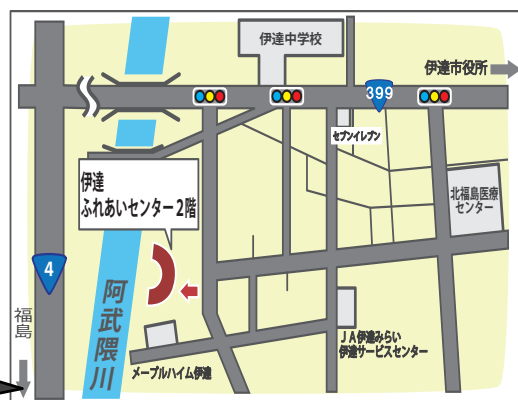 伊達中学校
伊達市役所
399
セブンイレブン
伊達
ふれあいセンター2階
北福島医療
センター
4
阿武隈川
福島
JA伊達みらい
伊達サービスセンター
メープルハイム伊達